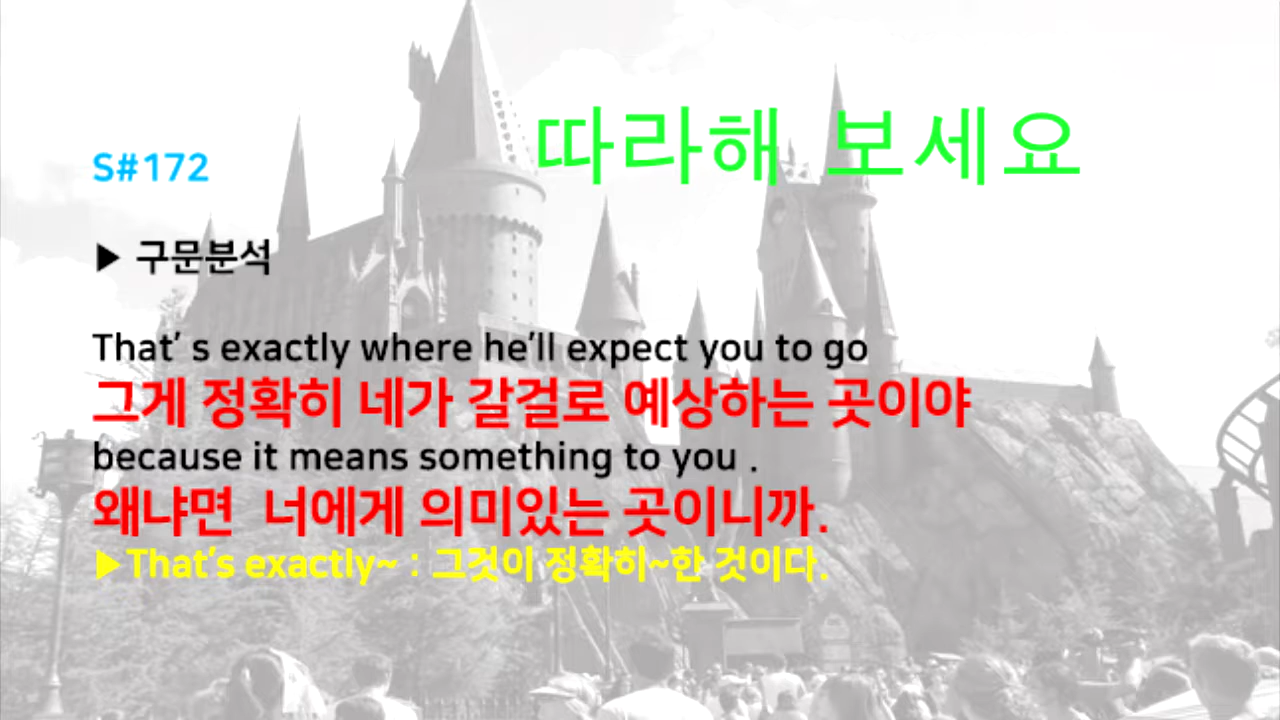 따라해 보세요
S#172
▶ 구문분석
That's exactly where he'll expect you to go
그게 정확히 네가 갈걸로 예상하는 곳이야
because it means something to you .
왜냐면 너에게 의미있는 곳이니까.
▶That's exactly~ : 그것이 정확히~한 것이다.